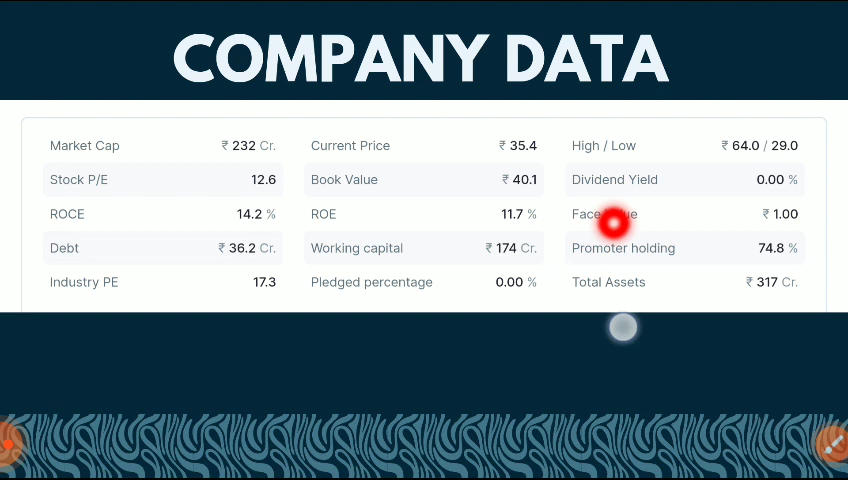 COMPANY DATA
Market Cap ₹ 232 Cr. Current Price ₹ 35.4 High / Low ₹ 64.0 / 29.0
Stock P/E 12.6 Book Value ₹ 40.1 Dividend Yield 0.00 %
ROCE 14.2 % ROE 11.7 % Face ₹ 1.00
Debt ₹ 36.2 Cr. Working capital ₹ 174 Cr. Promoter holding 74.8 %
Industry PE 17.3 Pledged percentage 0.00 % Total Assets ₹ 317 Cr.